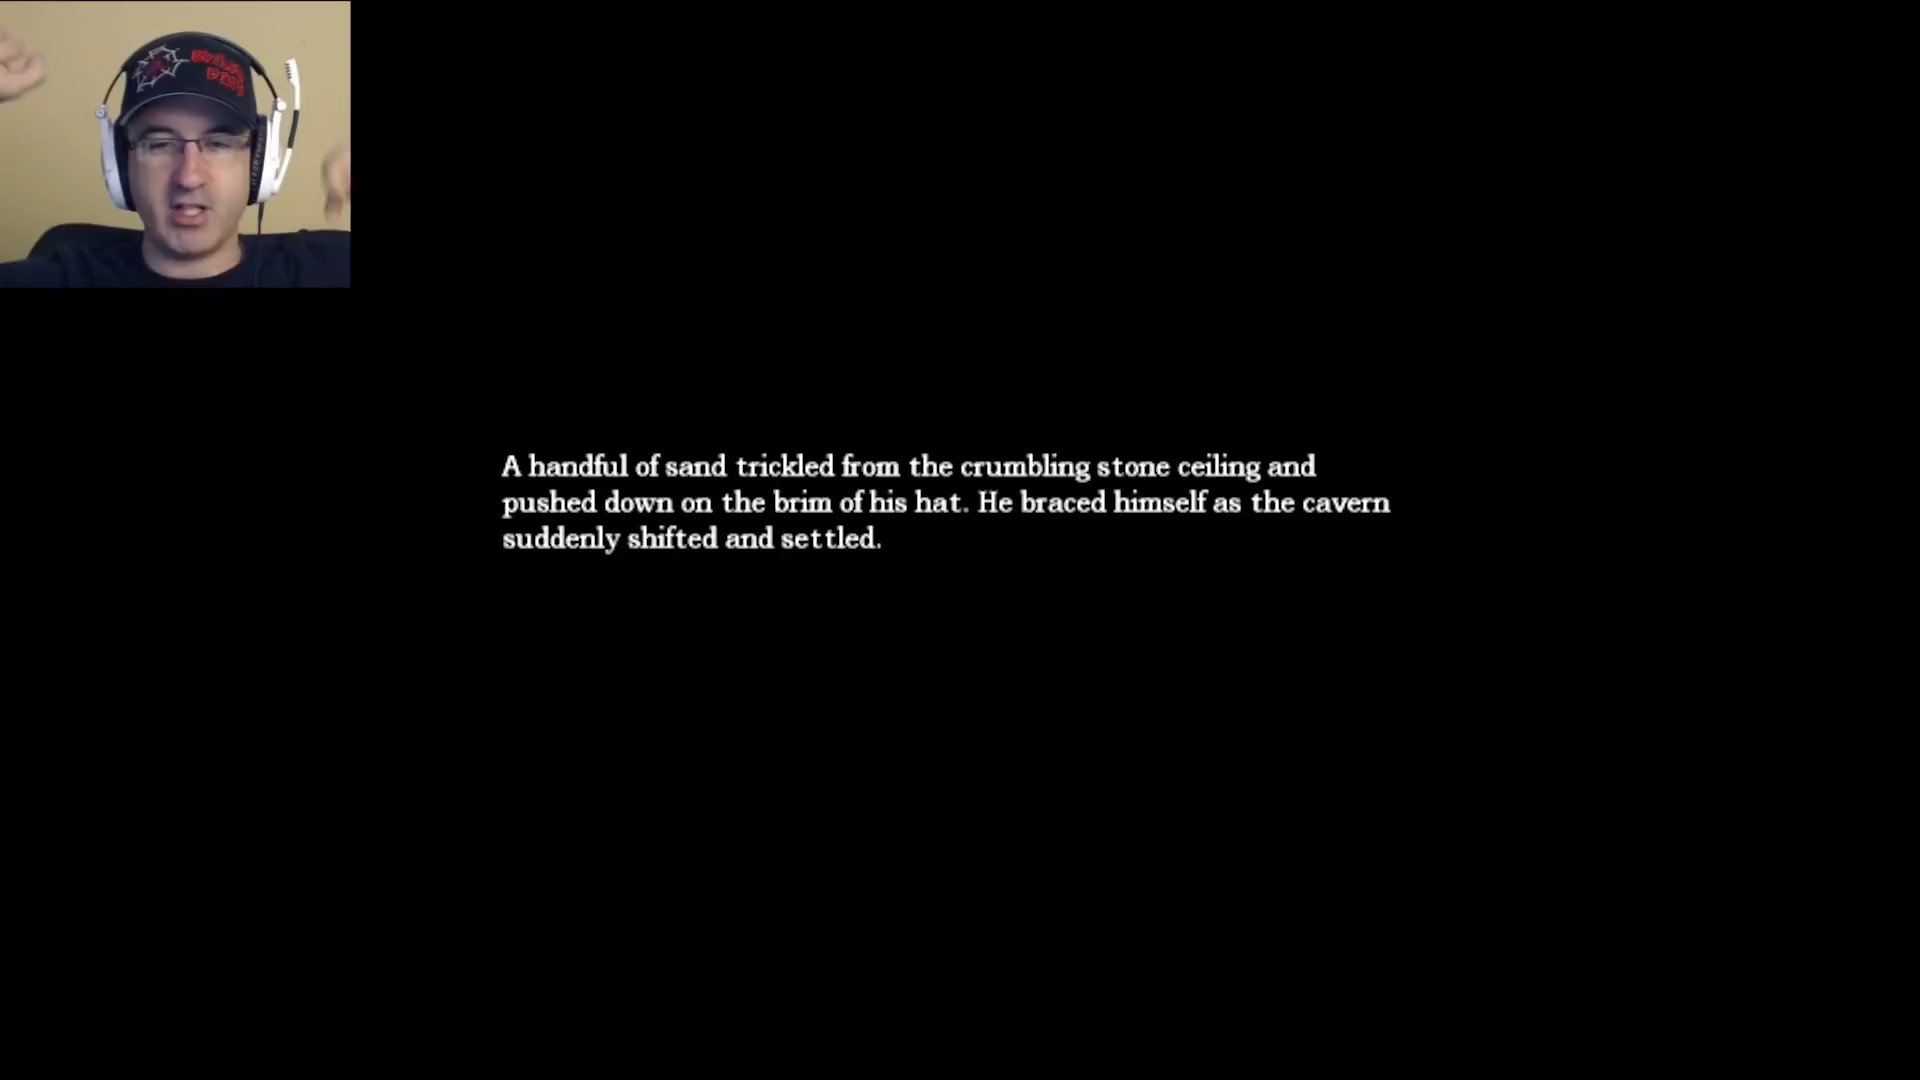 A handful of sand trickled from the crumbling stone ceiling and
pushed down on the brim of his hat. He braced himself as the cavern
suddenly shifted and settled.